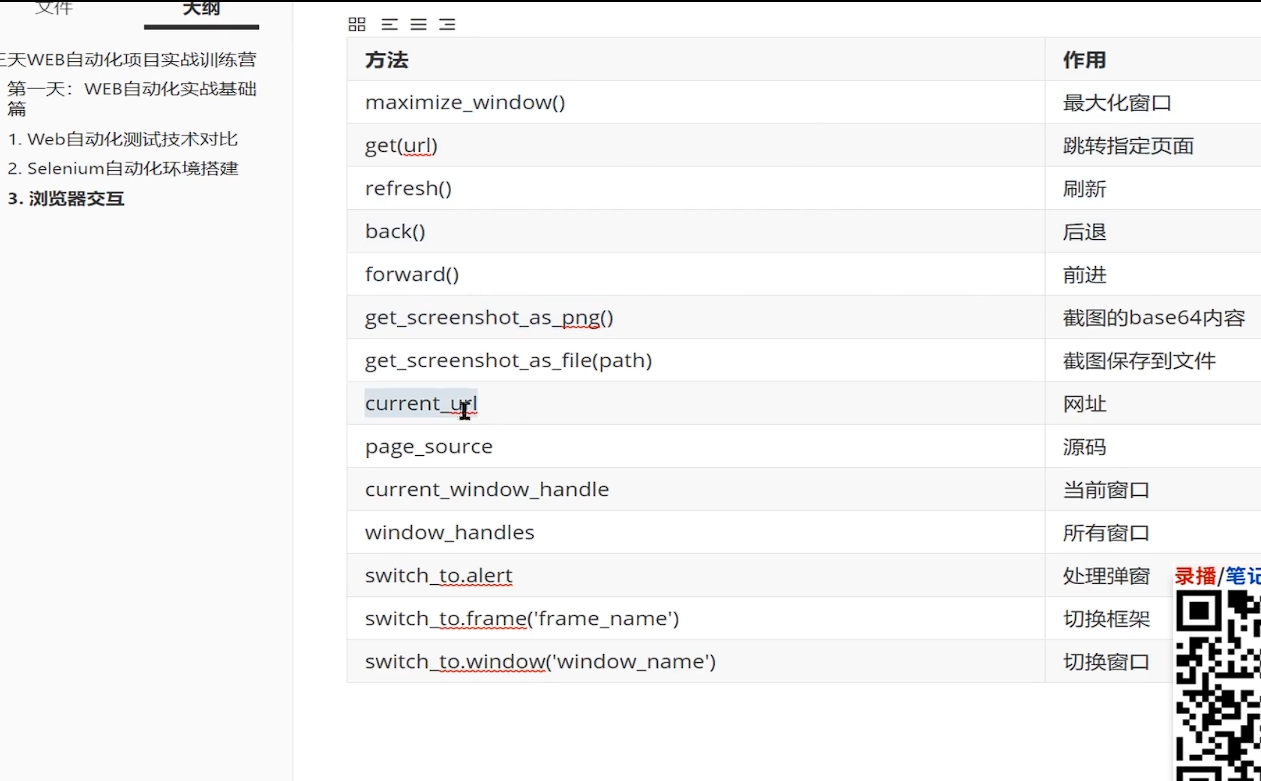 文件 大纲
三天WEB自动化项目实战训练营
第一天：WEB自动化实战基础
篇
1. Web自动化测试技术对比
2. Selenium自动化环境搭建
3. 浏览器交互
方法 作用
maximize_window() 最大化窗口
get(url) 跳转指定页面
refresh() 刷新
back() 后退
forward() 前进
get_screenshot_as_png() 截图的base64内容
get_screenshot_as_file(path) 截图保存到文件
current_url 网址
page_source 源码
current_window_handle 当前窗口
window_handles 所有窗口
switch_to.alert 处理弹窗
switch_to.frame('frame_name') 切换框架
switch_to.window('window_name') 切换窗口
录播/笔记